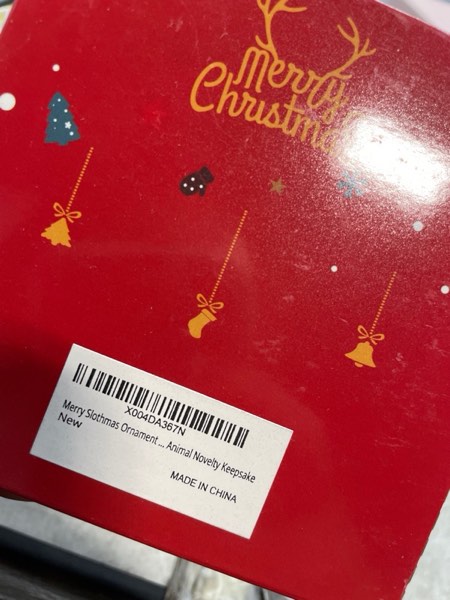 Merry
Christmas
X004DA367N
Merry Slothmas Ornament ... Animal Novelty Keepsake
New
MADE IN CHINA